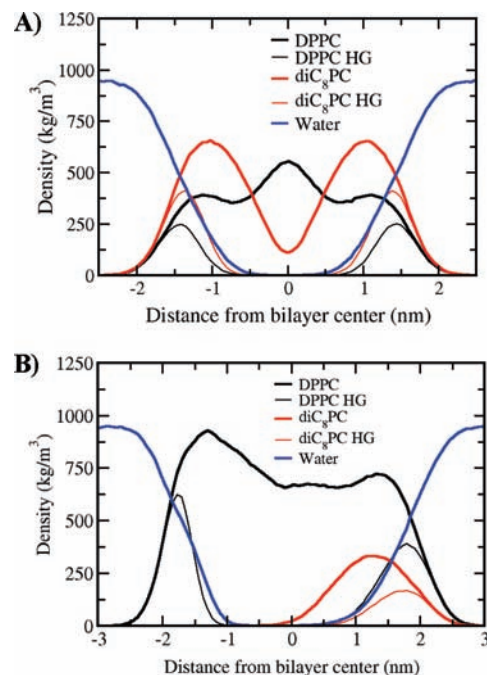 A)
1250
1000
750
500
250
0
Density (kg/m³)
DPPC
DPPC HG
diC₈PC
diC₈PC HG
Water
-2 -1 0 1 2
Distance from bilayer center (nm)
B)
1250
1000
750
500
250
0
Density (kg/m³)
DPPC
DPPC HG
diC₈PC
diC₈PC HG
Water
-3 -2 -1 0 1 2 3
Distance from bilayer center (nm)